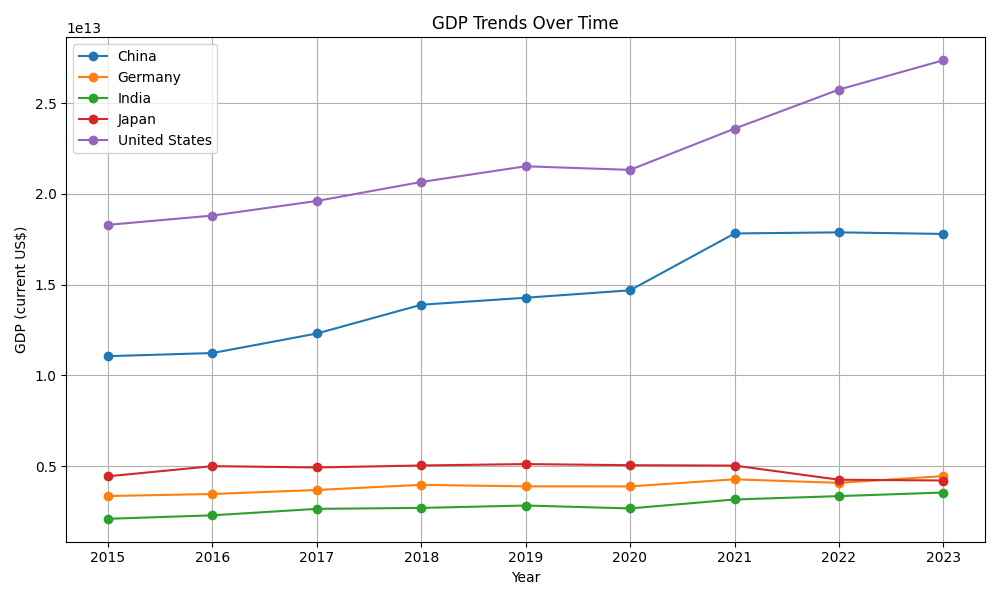 GDP Trends Over Time
1e13
China
Germany
India
Japan
United States
2.5
2.0
1.5
1.0
0.5
GDP (current US$)
2015 2016 2017 2018 2019 2020 2021 2022 2023
Year